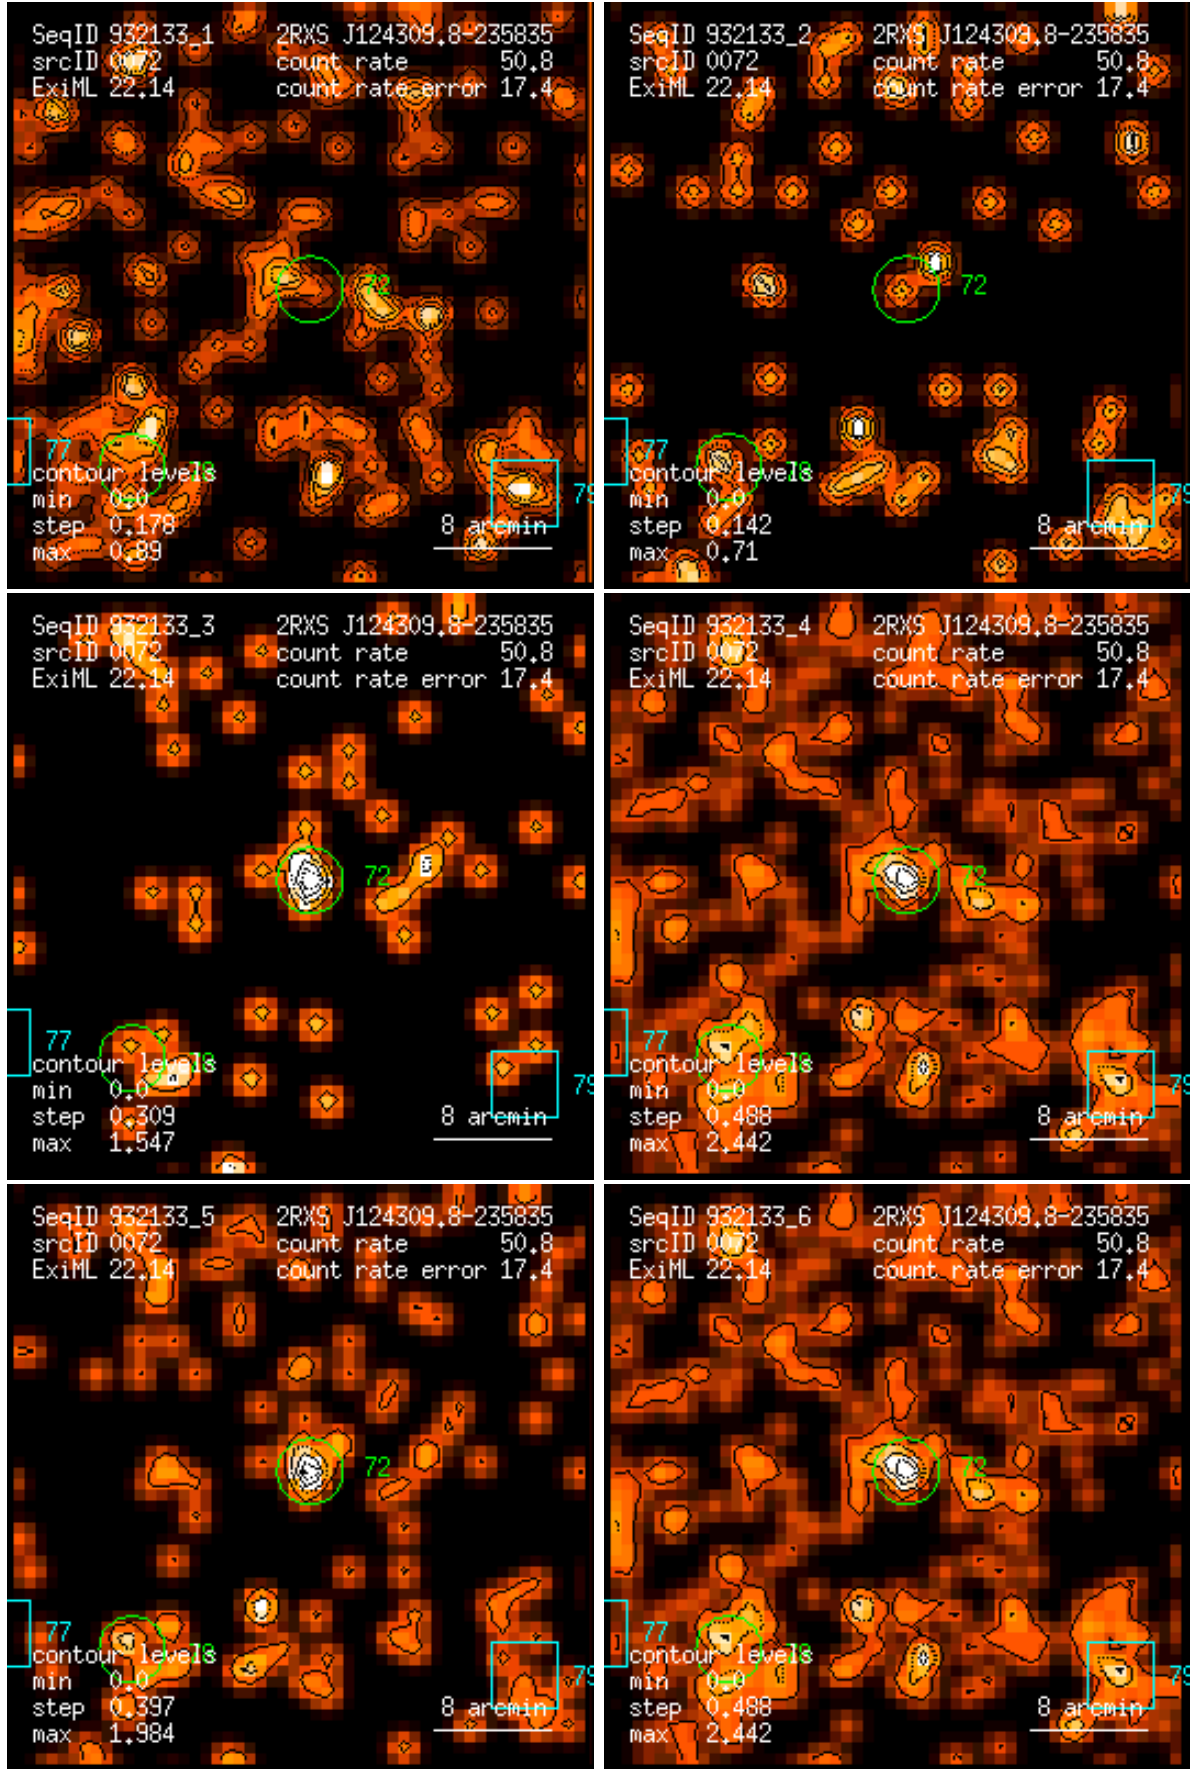 SeqID 932133_1 2RXS J124309.8-235835
srcID 0072 count rate 50.8
ExiML 22.14 count rate error 17.4
72
77
78
contour levels
min 0.0
79
step 0.178 8 arcmin
max 0.89
SeqID 932133_2 2RXS J124309.8-235835
srcID 0072 count rate 50.8
ExiML 22.14 count rate error 17.4
72
77
78
contour levels
min 0.0
79
step 0.142 8 arcmin
max 0.71
SeqID 932133_3 2RXS J124309.8-235835
srcID 0072 count rate 50.8
ExiML 22.14 count rate error 17.4
72
77
78
contour levels
min 0.0
79
step 0.309 8 arcmin
max 1.547
SeqID 932133_4 2RXS J124309.8-235835
srcID 0072 count rate 50.8
ExiML 22.14 count rate error 17.4
72
77
78
contour levels
min 0.0
79
step 0.488 8 arcmin
max 2.442
SeqID 932133_5 2RXS J124309.8-235835
srcID 0072 count rate 50.8
ExiML 22.14 count rate error 17.4
72
77
78
contour levels
min 0.0
79
step 0.397 8 arcmin
max 1.984
SeqID 932133_6 2RXS J124309.8-235835
srcID 0072 count rate 50.8
ExiML 22.14 count rate error 17.4
72
77
78
contour levels
min 0.0
79
step 0.488 8 arcmin
max 2.442